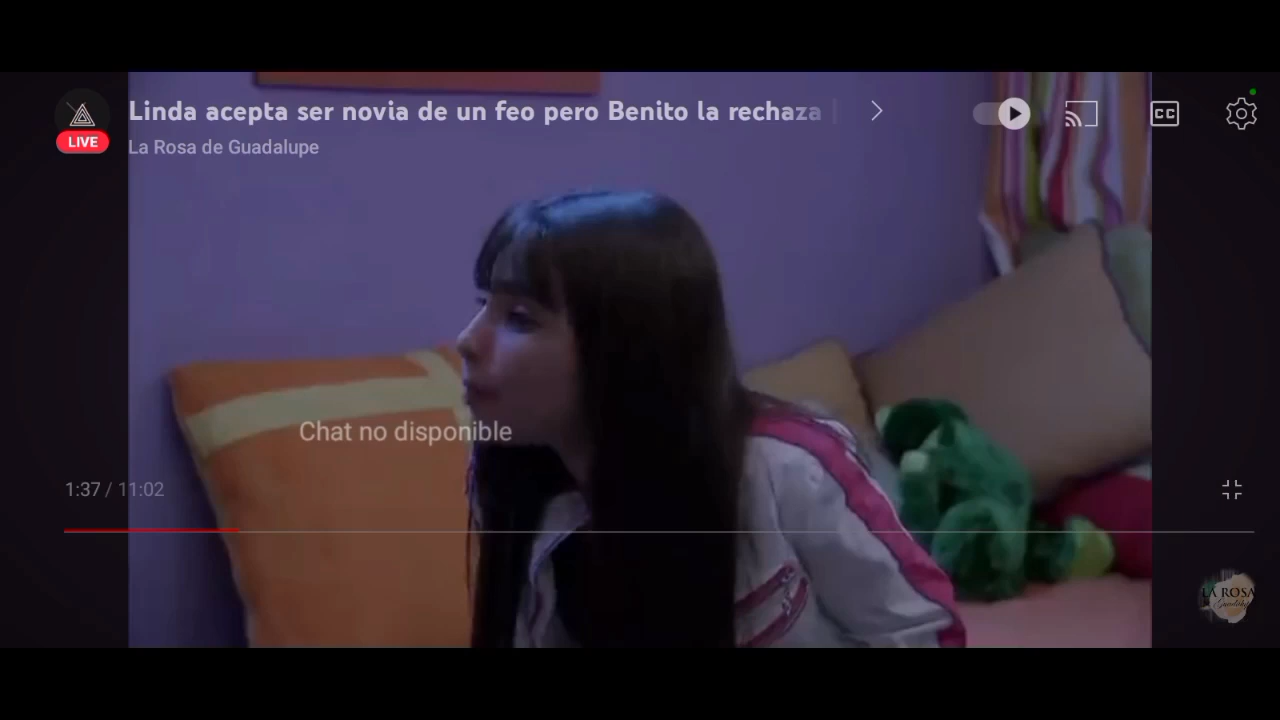 Linda acepta ser novia de un feo pero Benito la rechaza |
LIVE
La Rosa de Guadalupe
CC
Chat no disponible
1:37 / 11:02
LA ROSA
Guadalupe